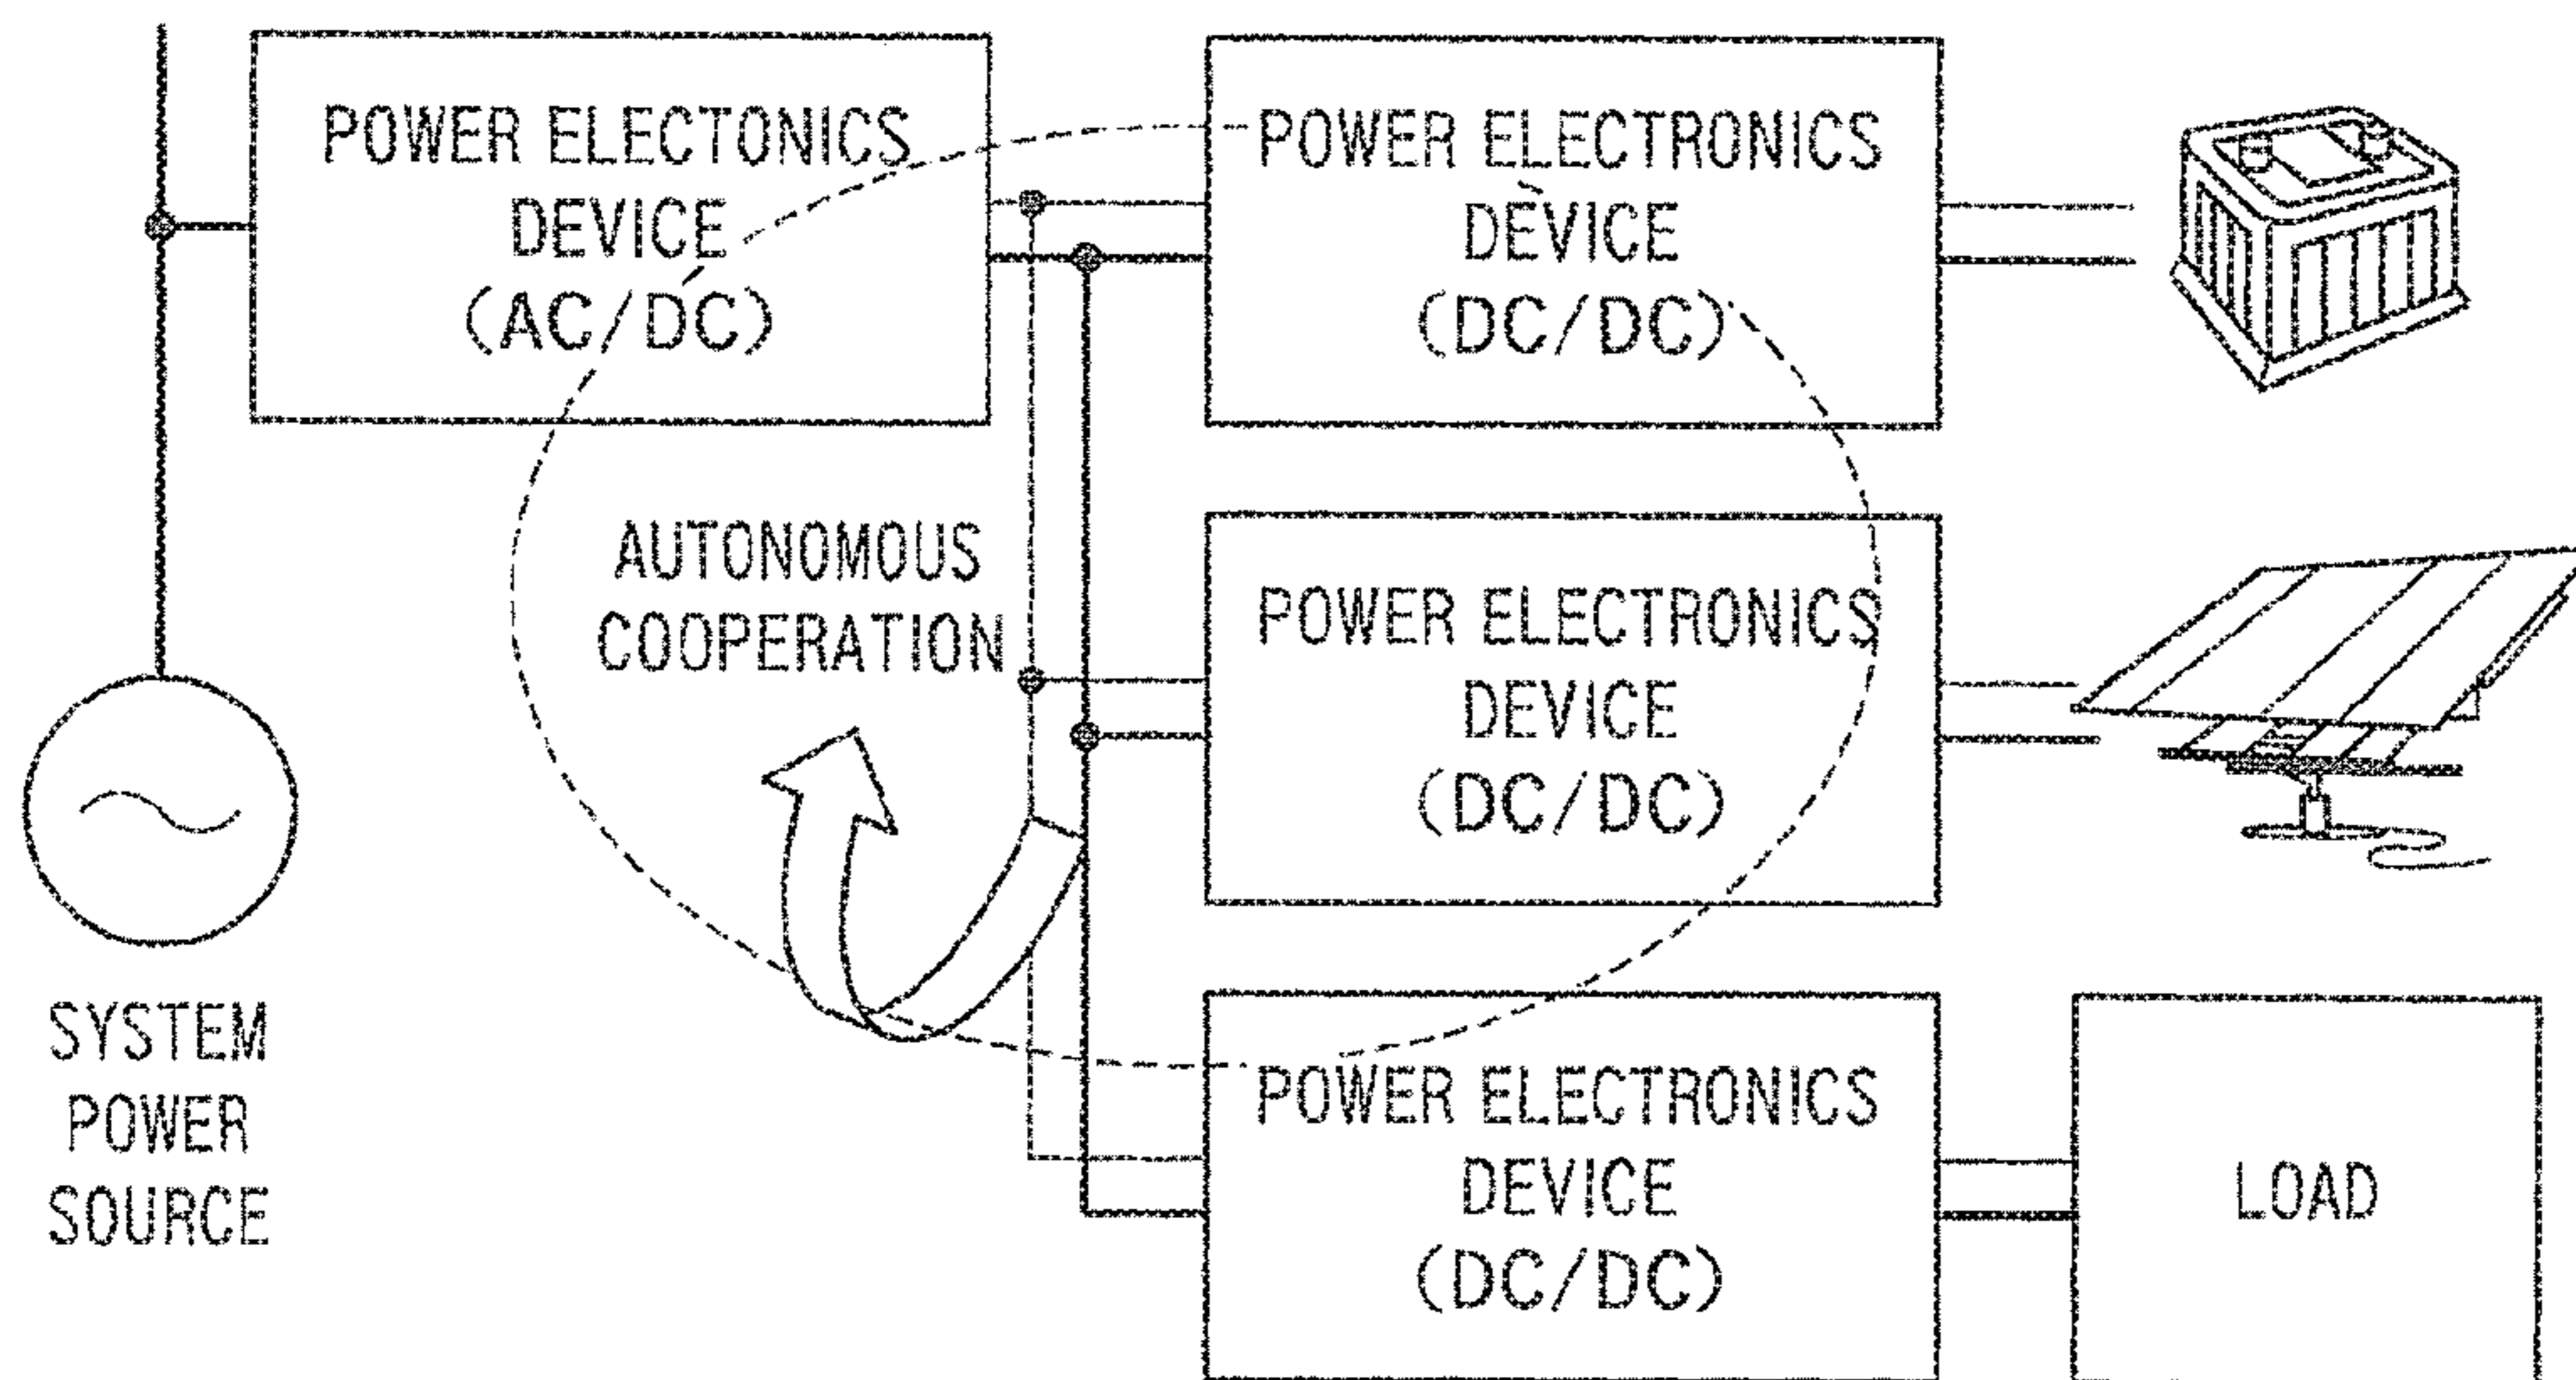 POWER ELECTONICS
DEVICE
(AC/DC)
POWER ELECTRONICS
DEVICE
(DC/DC)
AUTONOMOUS
COOPERATION
POWER ELECTRONICS
DEVICE
(DC/DC)
SYSTEM
POWER
SOURCE
POWER ELECTRONICS
DEVICE
(DC/DC)
LOAD